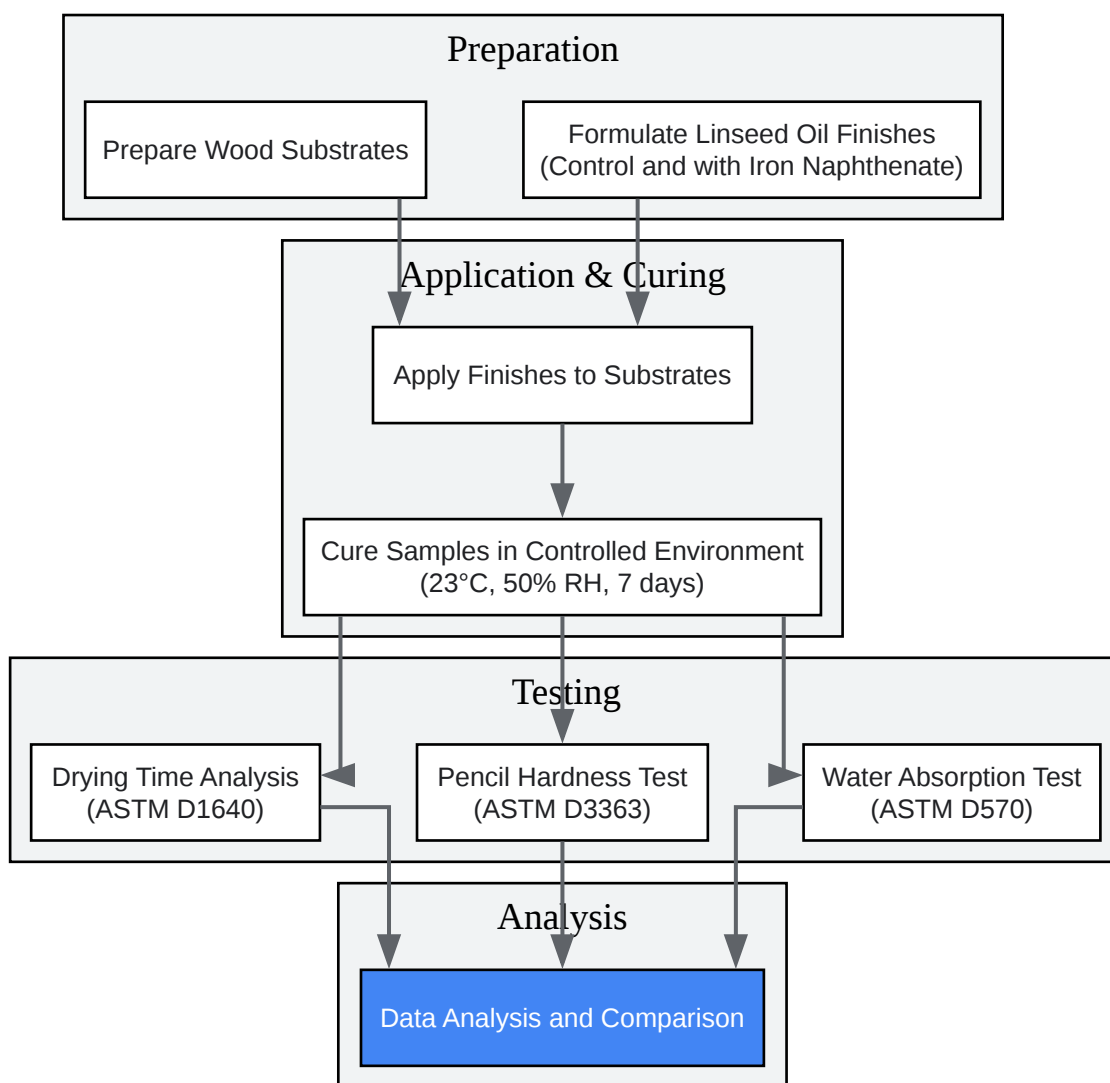 Preparation
Prepare Wood Substrates
Formulate Linseed Oil Finishes
(Control and with Iron Naphthenate)
Application & Curing
Apply Finishes to Substrates
Cure Samples in Controlled Environment
(23°C, 50% RH, 7 days)
Testing
Drying Time Analysis
(ASTM D1640)
Pencil Hardness Test
(ASTM D3363)
Water Absorption Test
(ASTM D570)
Analysis
Data Analysis and Comparison